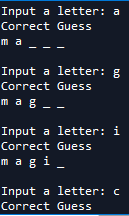 Input a letter: a
Correct Guess
m a _ _ _
Input a letter: g
Correct Guess
m a g _ _
Input a letter: i
Correct Guess
m a g i _
Input a letter: c
Correct Guess